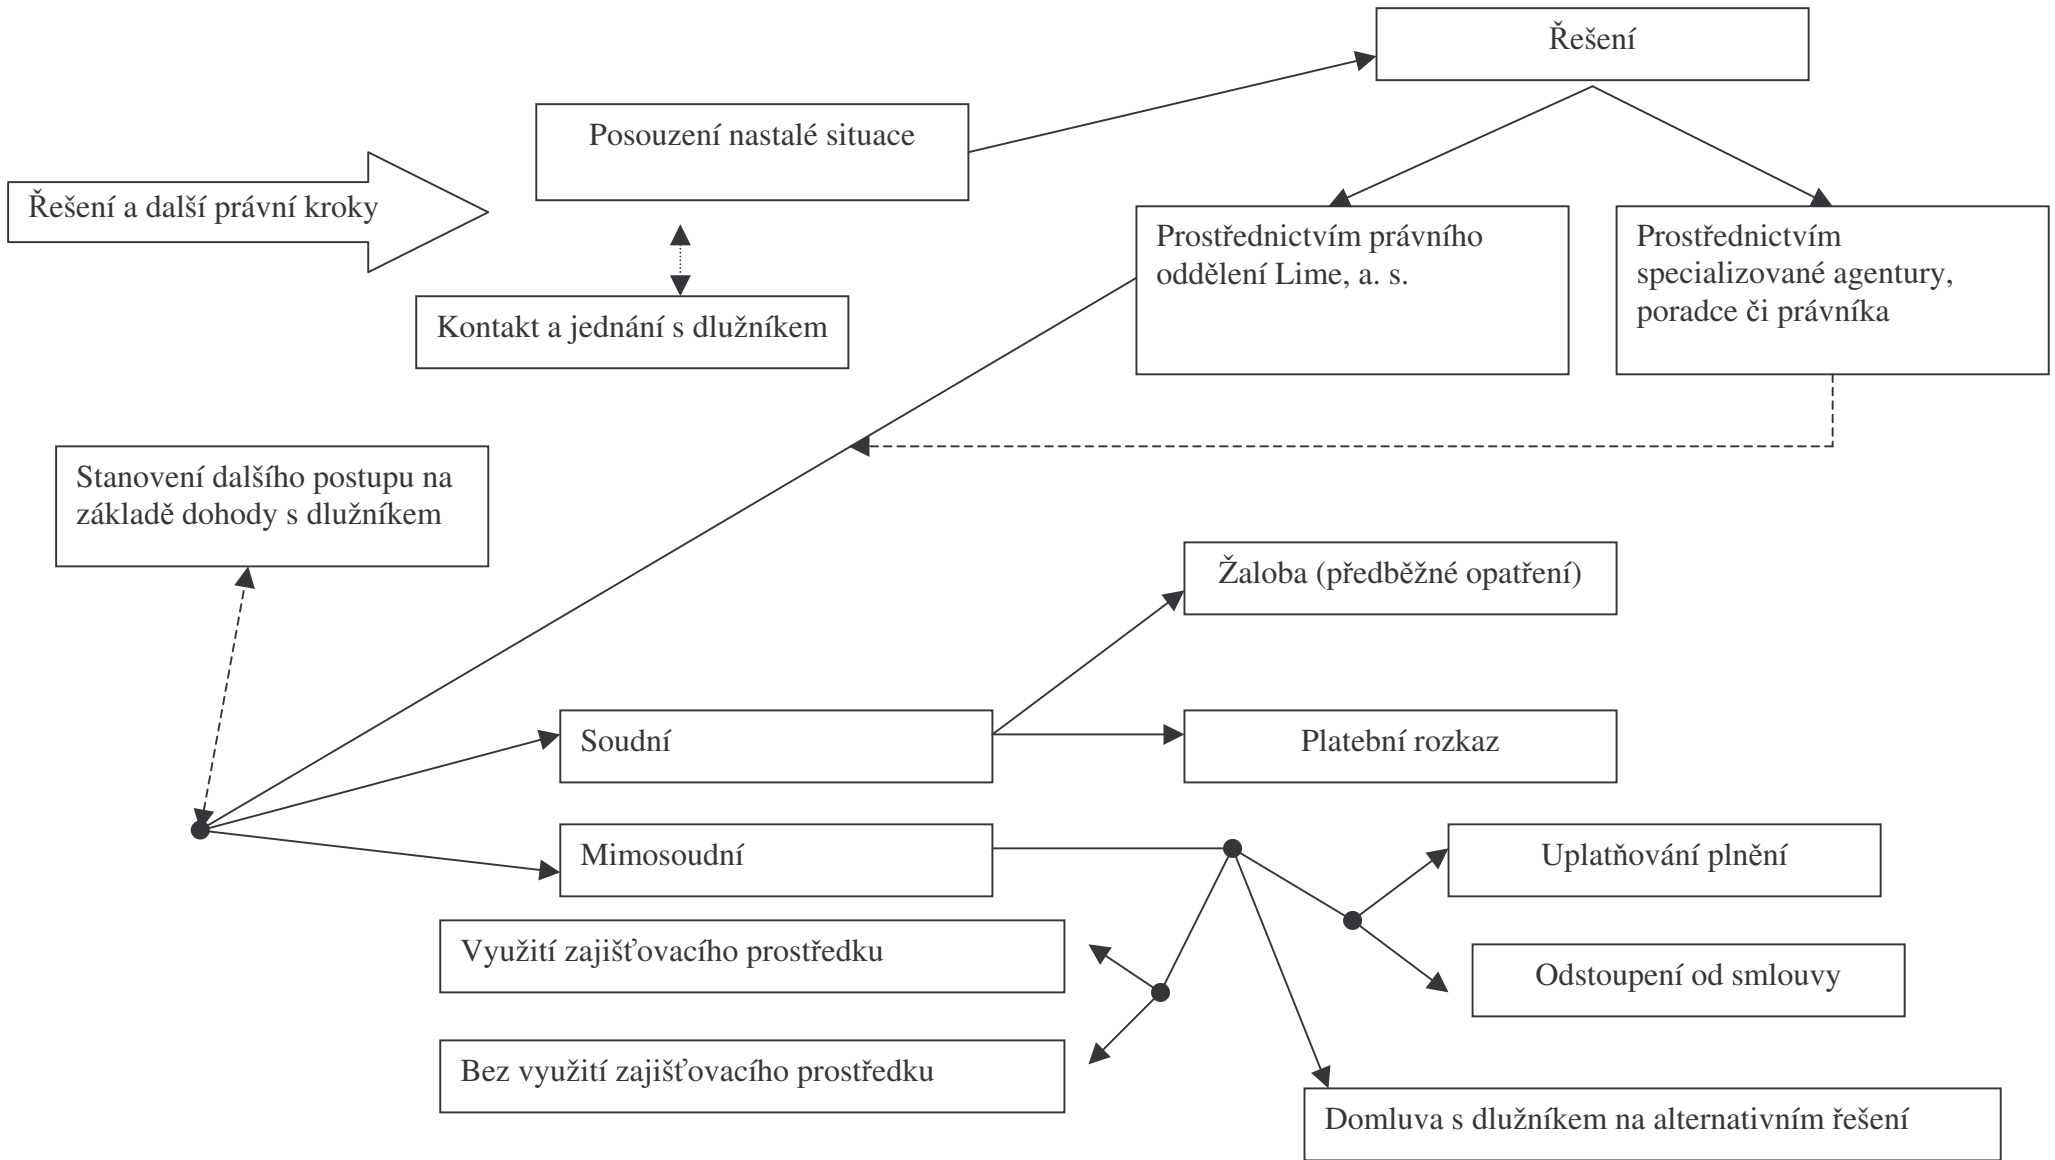 Řešení
Posouzení nastalé situace
Řešení a další právní kroky
Prostřednictvím právního
oddělení Lime, a. s.
Prostřednictvím
specializované agentury,
poradce či právníka
Kontakt a jednání s dlužníkem
Stanovení dalšího postupu na
základě dohody s dlužníkem
Žaloba (předběžné opatření)
Soudní
Platební rozkaz
Mimosoudní
Uplatňování plnění
Využití zajišťovacího prostředku
Odstoupení od smlouvy
Bez využití zajišťovacího prostředku
Domluva s dlužníkem na alternativním řešení